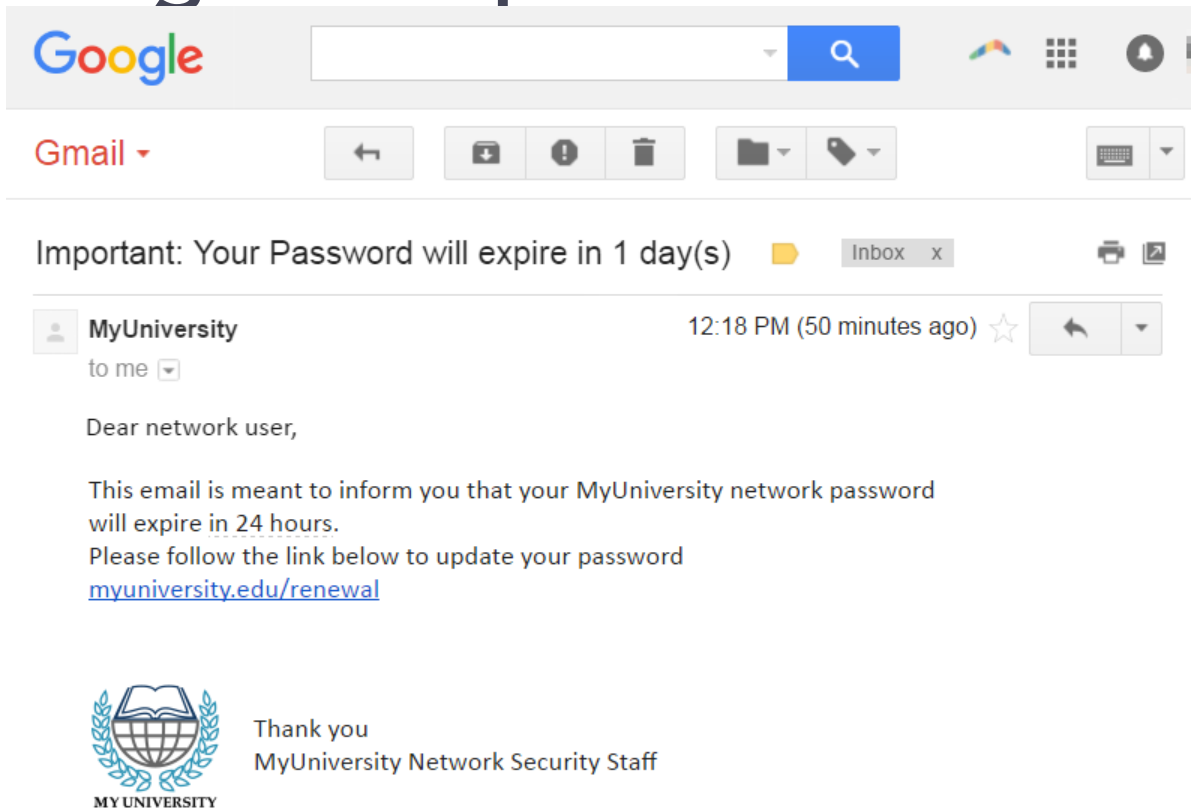 Google
Gmail
Important: Your Password will expire in 1 day(s)
Inbox x
MyUniversity
12:18 PM (50 minutes ago)
to me
Dear network user,
This email is meant to inform you that your MyUniversity network password
will expire in 24 hours.
Please follow the link below to update your password
myuniversity.edu/renewal
Thank you
MyUniversity Network Security Staff
MY UNIVERSITY